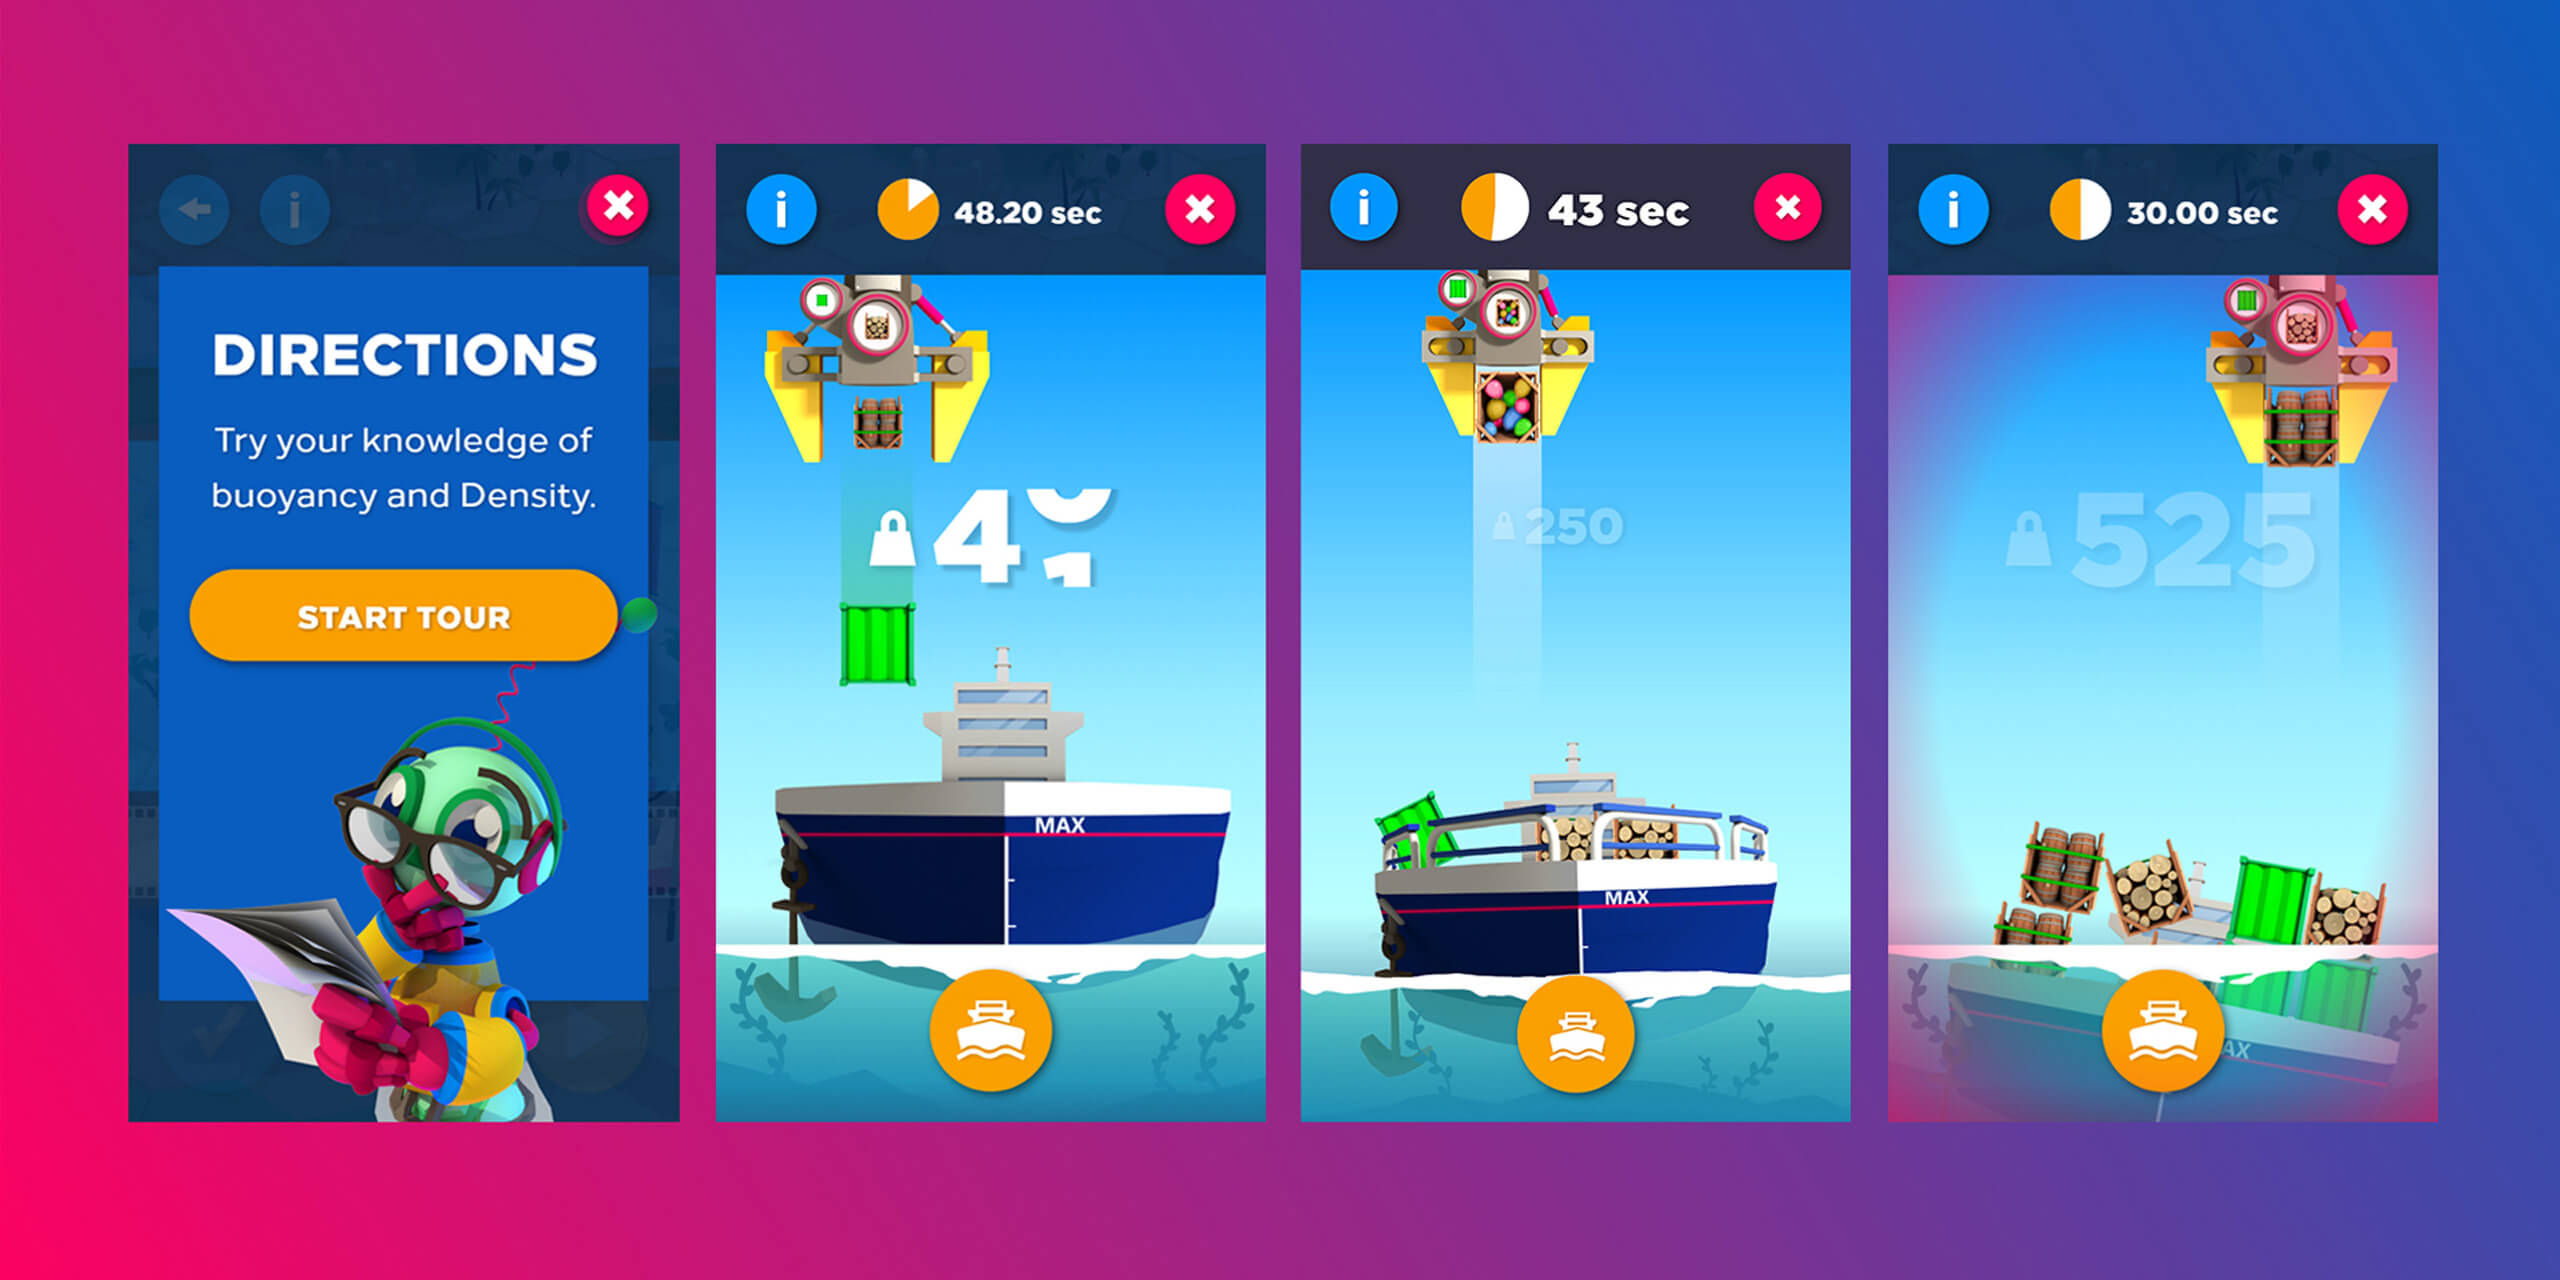 DIRECTIONS
Try your knowledge of
buoyancy and Density.
START TOUR
i
i
48.20 sec
4
MAX
i
43 sec
250
MAX
i
30.00 sec
525
AX